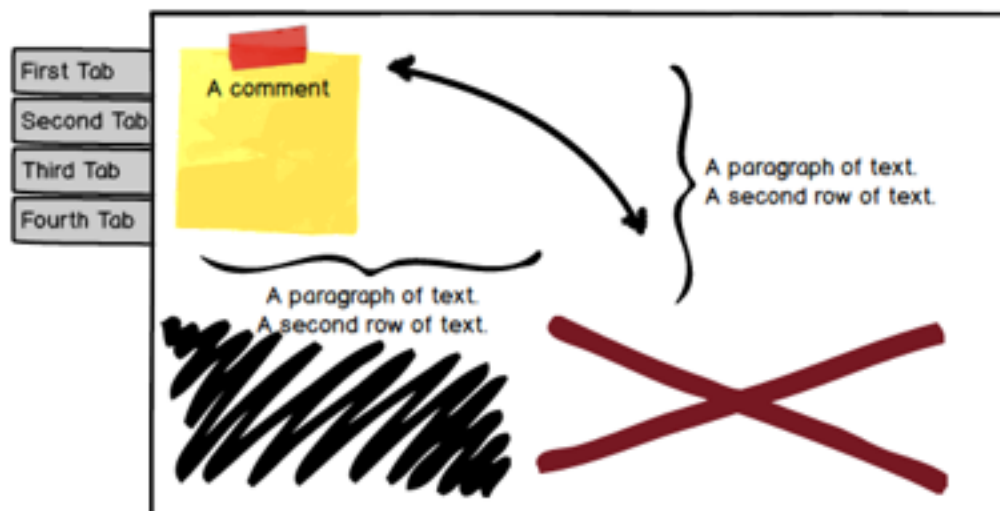 First Tab
Second Tab
Third Tab
Fourth Tab
A comment
A paragraph of text.
A second row of text.
A paragraph of text.
A second row of text.